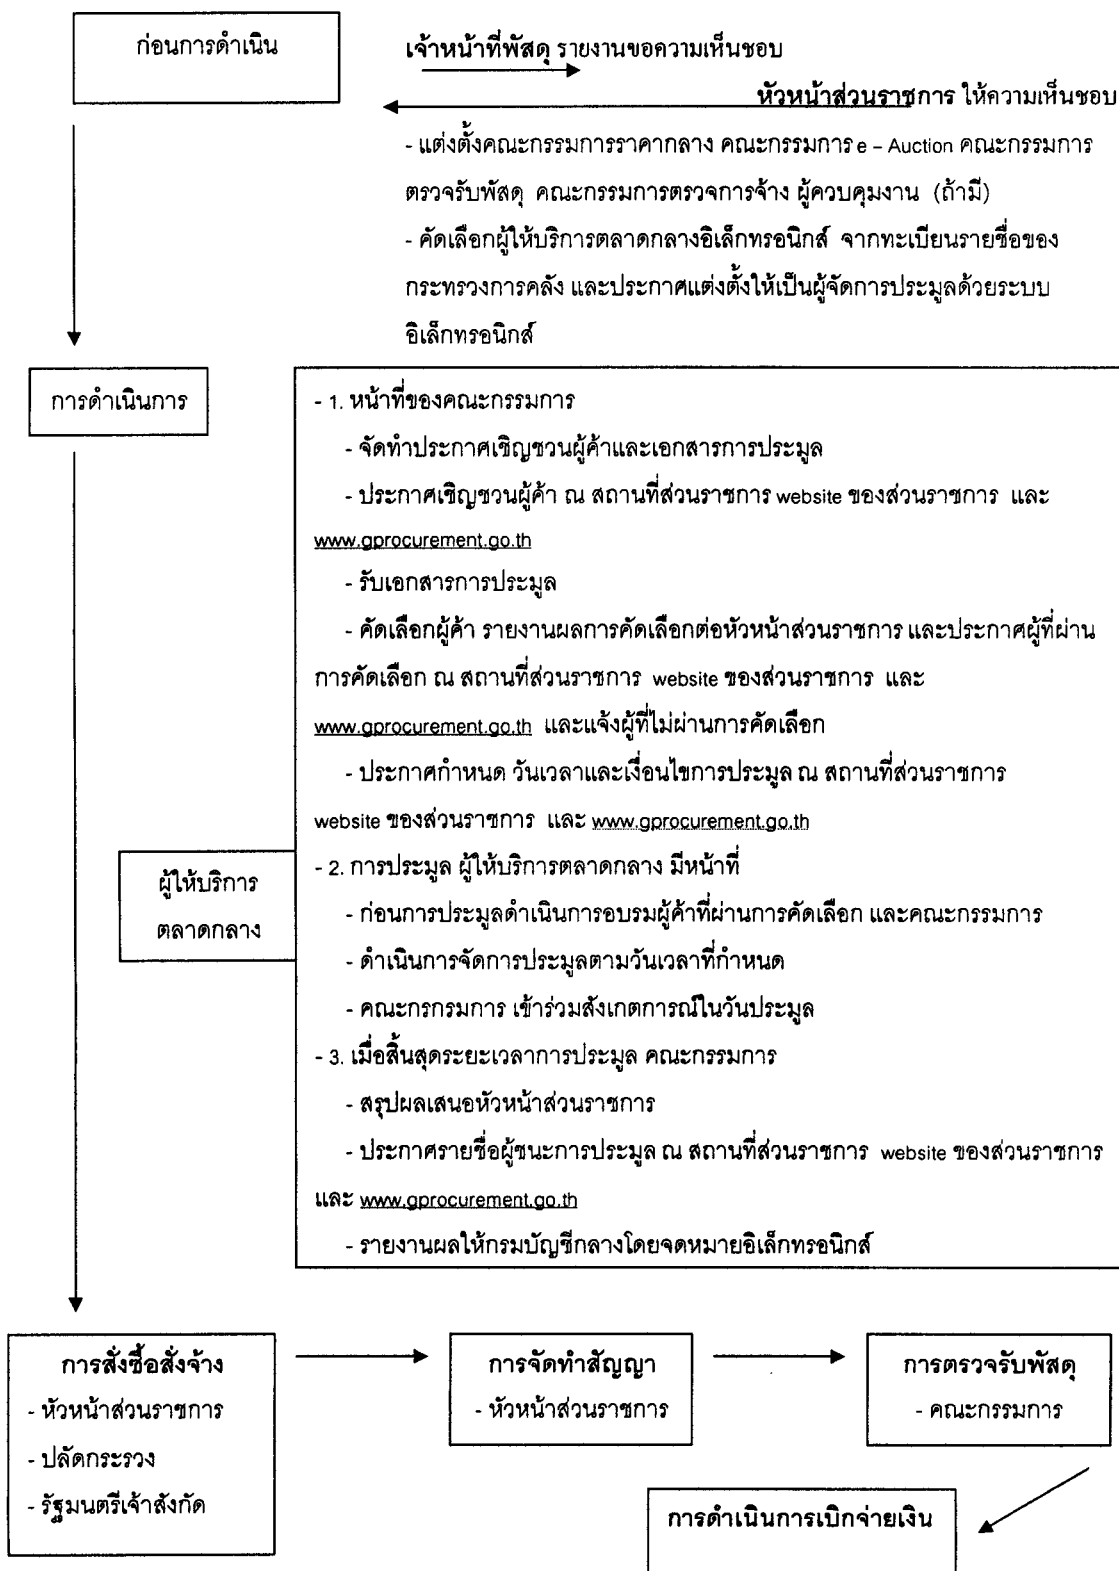 ก่อนการดำเนิน
เจ้าหน้าที่พัสดุ รายงานขอความเห็นชอบ
หัวหน้าส่วนราชการ ให้ความเห็นชอบ
- แต่งตั้งคณะกรรมการราคากลาง คณะกรรมการ e – Auction คณะกรรมการ
ตรวจรับพัสดุ คณะกรรมการตรวจการจ้าง ผู้ควบคุมงาน (ถ้ามี)
- คัดเลือกผู้ให้บริการตลาดกลางอิเล็กทรอนิกส์ จากทะเบียนรายชื่อของ
กระทรวงการคลัง และประกาศแต่งตั้งให้เป็นผู้จัดการประมูลด้วยระบบ
อิเล็กทรอนิกส์
การดำเนินการ
- 1. หน้าที่ของคณะกรรมการ
- จัดทำประกาศเชิญชวนผู้ค้าและเอกสารการประมูล
- ประกาศเชิญชวนผู้ค้า ณ สถานที่ส่วนราชการ website ของส่วนราชการ และ
www.gprocurement.go.th
- รับเอกสารการประมูล
- คัดเลือกผู้ค้า รายงานผลการคัดเลือกต่อหัวหน้าส่วนราชการ และประกาศผู้ที่ผ่าน
การคัดเลือก ณ สถานที่ส่วนราชการ website ของส่วนราชการ และ
www.gprocurement.go.th และแจ้งผู้ที่ไม่ผ่านการคัดเลือก
- ประกาศกำหนด วันเวลาและเงื่อนไขการประมูล ณ สถานที่ส่วนราชการ
website ของส่วนราชการ และ www.gprocurement.go.th
ผู้ให้บริการ
ตลาดกลาง
- 2. การประมูล ผู้ให้บริการตลาดกลาง มีหน้าที่
- ก่อนการประมูลดำเนินการอบรมผู้ค้าที่ผ่านการคัดเลือก และคณะกรรมการ
- ดำเนินการจัดการประมูลตามวันเวลาที่กำหนด
- คณะกรกรมการ เข้าร่วมสังเกตการณ์ในวันประมูล
- 3. เมื่อสิ้นสุดระยะเวลาการประมูล คณะกรรมการ
- สรุปผลเสนอหัวหน้าส่วนราชการ
- ประกาศรายชื่อผู้ชนะการประมูล ณ สถานที่ส่วนราชการ website ของส่วนราชการ
และ www.gprocurement.go.th
- รายงานผลให้กรมบัญชีกลางโดยจดหมายอิเล็กทรอนิกส์
การสั่งซื้อสั่งจ้าง
- หัวหน้าส่วนราชการ
- ปลัดกระรวง
- รัฐมนตรีเจ้าสังกัด
การจัดทำสัญญา
- หัวหน้าส่วนราชการ
การตรวจรับพัสดุ
- คณะกรรมการ
การดำเนินการเบิกจ่ายเงิน